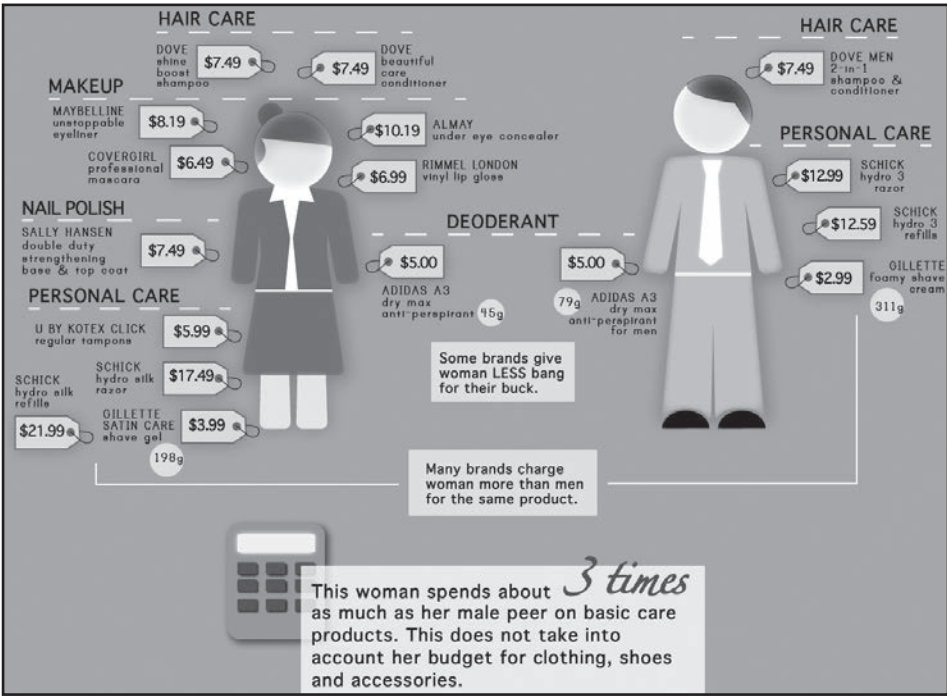 HAIR CARE
DOVE
shine
boost
shampoo
$7.49
$7.49
DOVE
beautiful
care
conditioner
MAKEUP
MAYBELLINE
unstoppable
eyeliner
$8.19
$10.19
ALMAY
under eye concealer
COVERGIRL
professional
mascara
$6.49
$6.99
RIMMEL LONDON
vinyl lip gloss
NAIL POLISH
SALLY HANSEN
double duty
strengthening
base & top coat
$7.49
PERSONAL CARE
U BY KOTEX CLICK
regular tampons
$5.99
SCHICK
hydro silk
razor
$17.49
SCHICK
hydro silk
refills
$21.99
GILLETTE
SATIN CARE
shave gel
$3.99
198g
DEODERANT
$5.00
ADIDAS A3
dry max
anti-perspirant
45g
$5.00
79g
ADIDAS A3
dry max
anti-perspirant
for men
HAIR CARE
$7.49
DOVE MEN
2-in-1
shampoo &
conditioner
PERSONAL CARE
$12.99
SCHICK
hydro 3
razor
$12.59
SCHICK
hydro 3
refills
$2.99
GILLETTE
foamy shave
cream
311g
Some brands give
woman LESS bang
for their buck.
Many brands charge
woman more than men
for the same product.
This woman spends about 3 times
as much as her male peer on basic care
products. This does not take into
account her budget for clothing, shoes
and accessories.